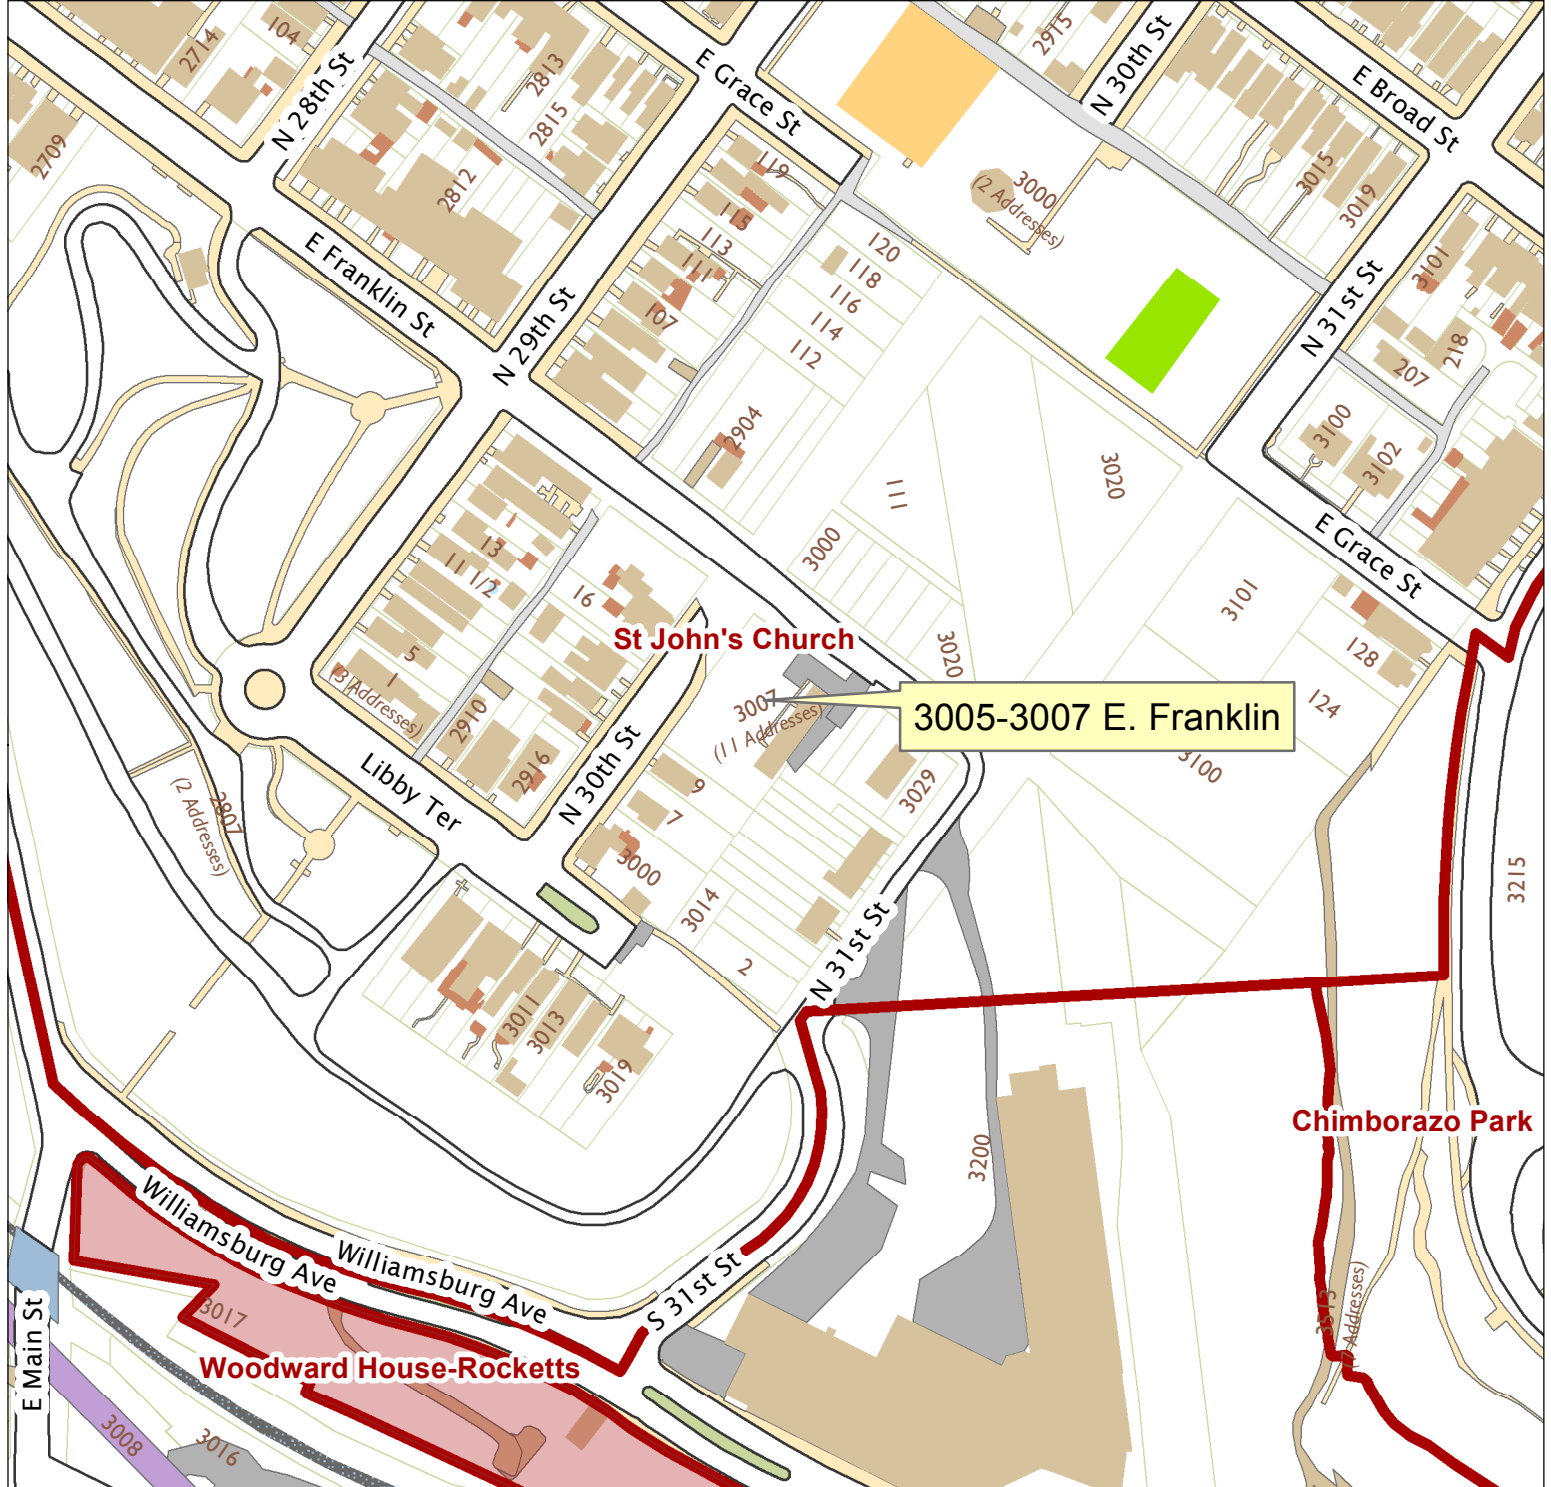 2714
104
2813
2815
2915
N 30th St
E Broad St
N 28th St
E Grace St
2709
2812
119
115
113
111
107
3000
(2 Addresses)
3015
3019
3101
E Franklin St
N 29th St
120
118
116
114
112
N 31st St
218
207
3100
3102
2904
111
3020
3000
E Grace St
13
11 1/2
16
5
1
(3 Addresses)
St John's Church
3020
3101
128
124
3007
(11 Addresses)
3005-3007 E. Franklin
3100
2910
2916
Libby Ter
N 30th St
9
7
3000
3029
2807
(2 Addresses)
3014
2
N 31st St
3215
3011
3013
3019
3200
Chimborazo Park
Williamsburg Ave
Williamsburg Ave
S 31st St
3017
Woodward House-Rocketts
E Main St
3008
3016
3513